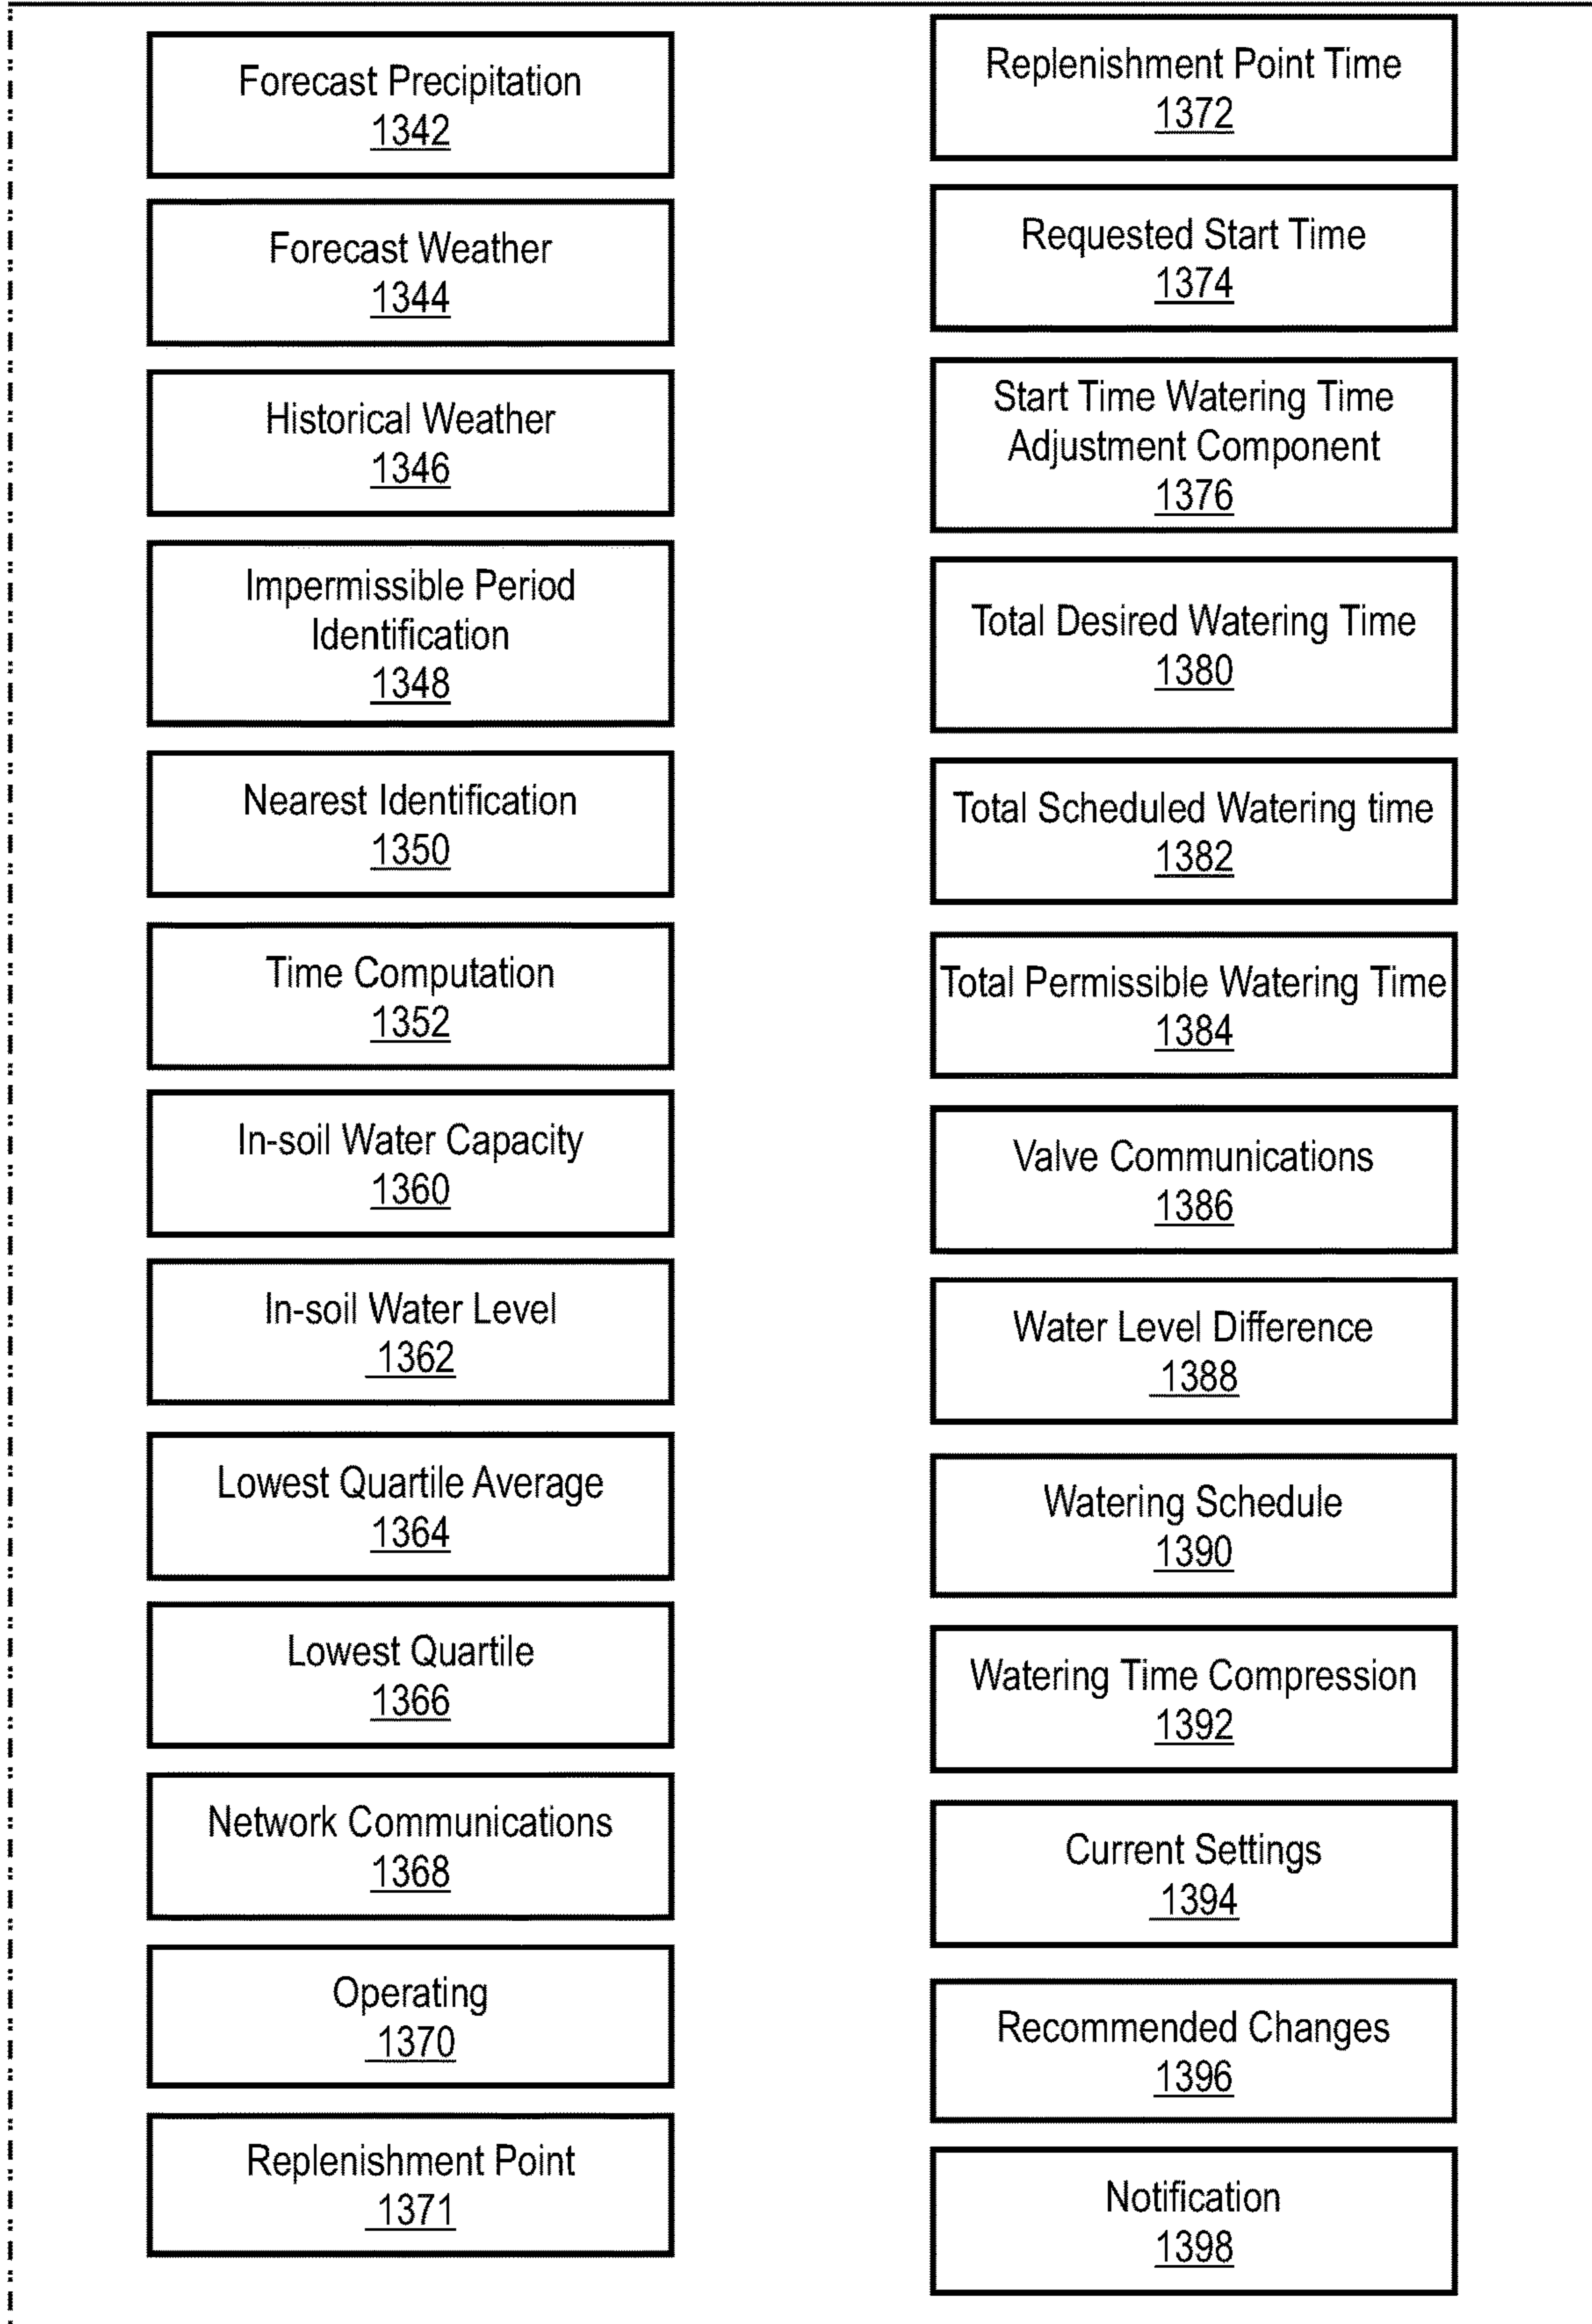 Forecast Precipitation
1342
Forecast Weather
1344
Historical Weather
1346
Impermissible Period
Identification
1348
Nearest Identification
1350
Time Computation
1352
In-soil Water Capacity
1360
In-soil Water Level
1362
Lowest Quartile Average
1364
Lowest Quartile
1366
Network Communications
1368
Operating
1370
Replenishment Point
1371
Replenishment Point Time
1372
Requested Start Time
1374
Start Time Watering Time
Adjustment Component
1376
Total Desired Watering Time
1380
Total Scheduled Watering time
1382
Total Permissible Watering Time
1384
Valve Communications
1386
Water Level Difference
1388
Watering Schedule
1390
Watering Time Compression
1392
Current Settings
1394
Recommended Changes
1396
Notification
1398